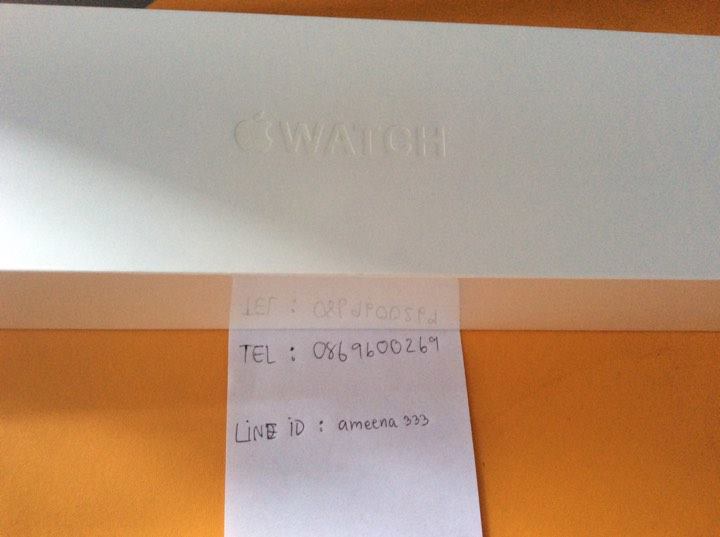 WATCH
TEL : 0869600269
LiNE iD : ameena 333